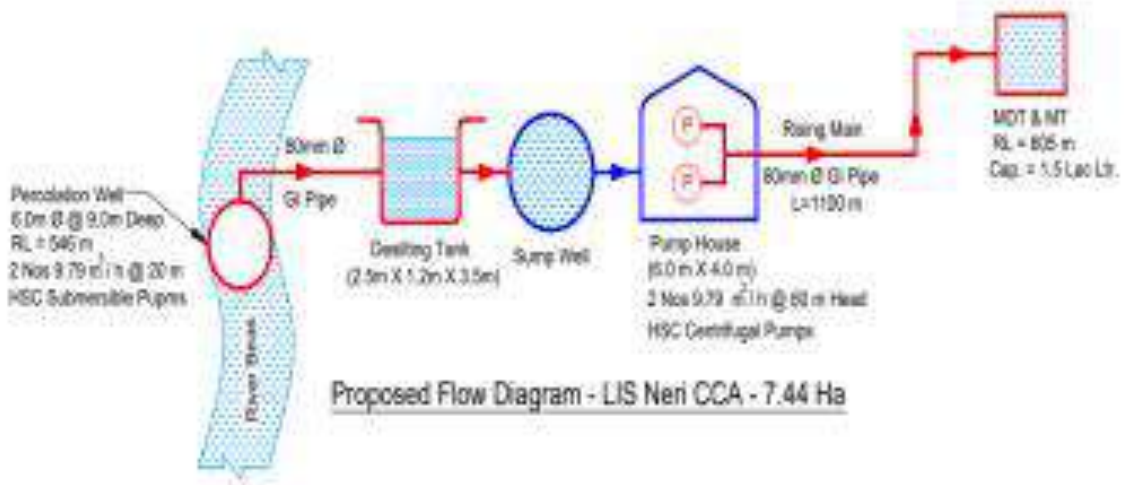 Percolation Well
6.0m Ø @ 9.0m Deep
RL = 546 m
2 Nos 9.79 m³/h @ 20 m
HSC Submersible Pupms
River Beas
80mm Ø
GI Pipe
Desilting Tank
(2.5m X 1.2m X 3.5m)
Sump Well
P
P
Pump House
(6.0 m X 4.0 m)
2 Nos 9.79 m³/h @ 60 m Head
HSC Centrifugal Pumps
Rising Main
80mm Ø GI Pipe
L=1100 m
MDT & MT
RL = 605 m
Cap. = 1.5 Lac Ltr.
Proposed Flow Diagram - LIS Neri CCA - 7.44 Ha